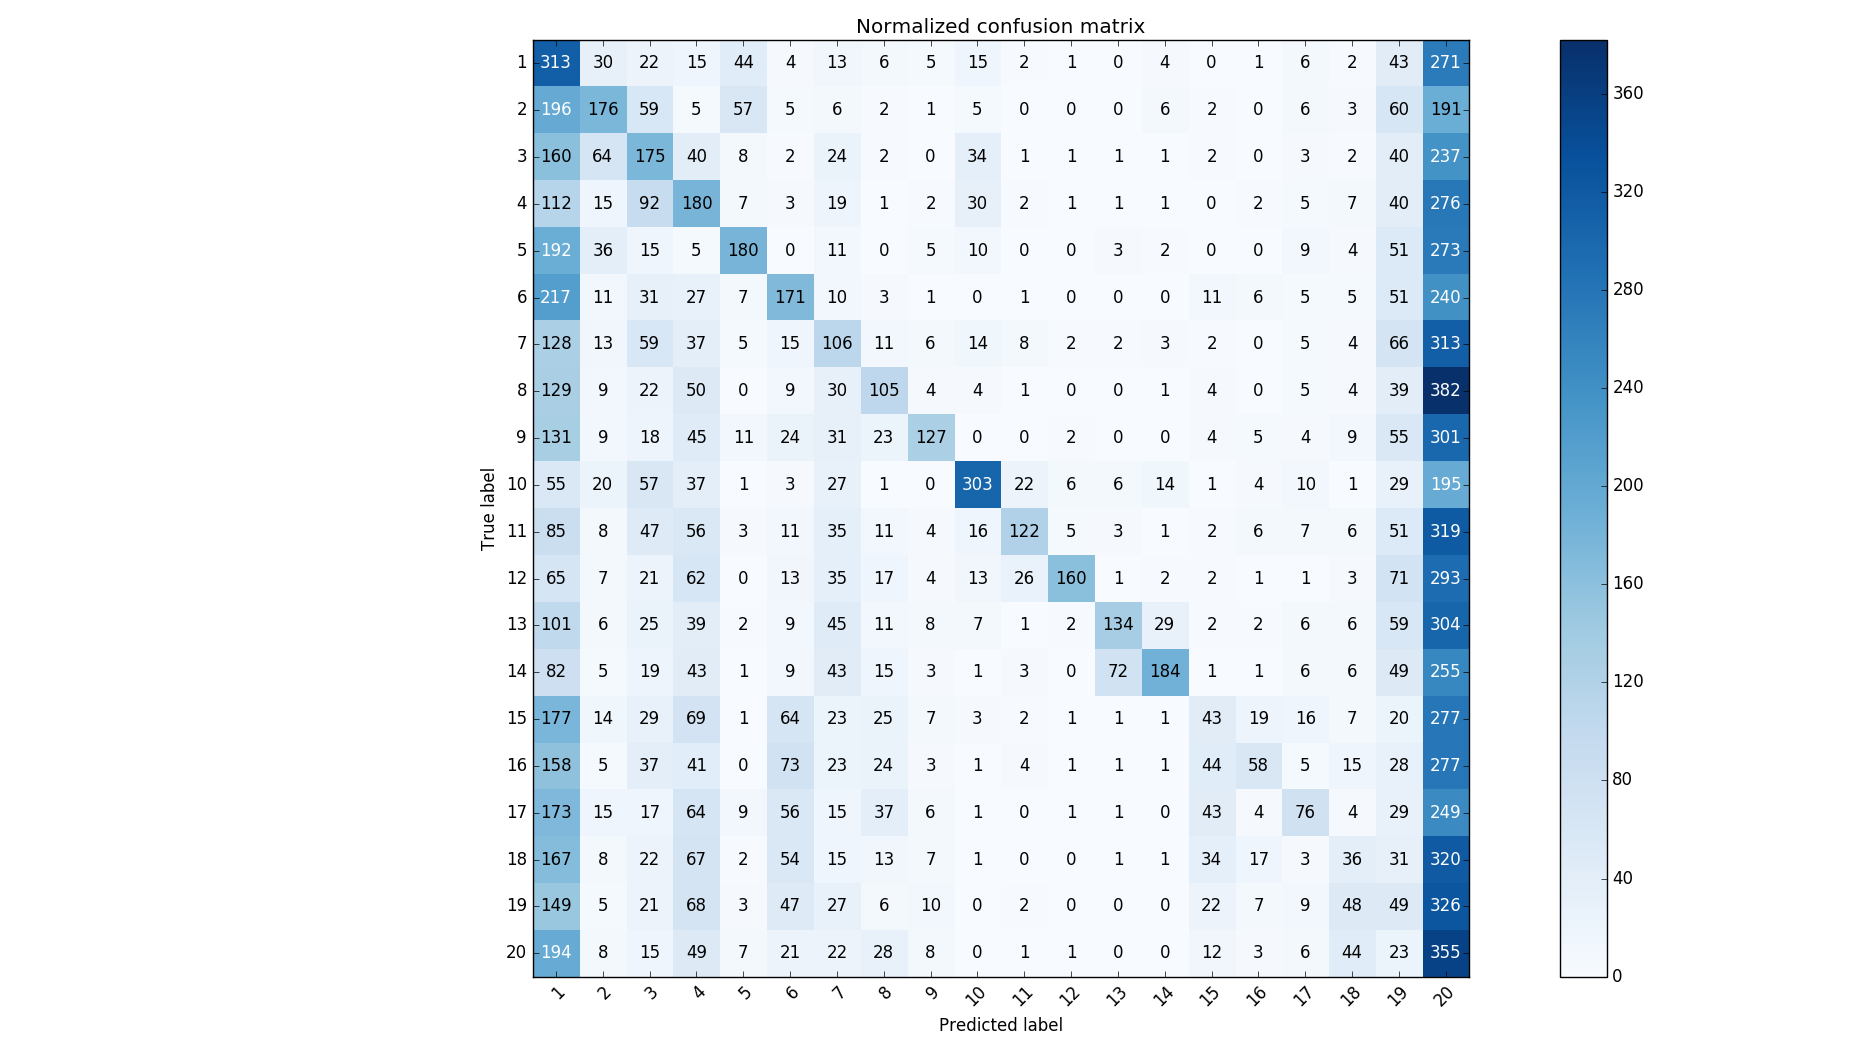 Normalized confusion matrix
1 313 30 22 15 44 4 13 6 5 15 2 1 0 4 0 1 6 2 43 271
2 196 176 59 5 57 5 6 2 1 5 0 0 0 6 2 0 6 3 60 191
3 160 64 175 40 8 2 24 2 0 34 1 1 1 1 2 0 3 2 40 237
4 112 15 92 180 7 3 19 1 2 30 2 1 1 1 0 2 5 7 40 276
5 192 36 15 5 180 0 11 0 5 10 0 0 3 2 0 0 9 4 51 273
6 217 11 31 27 7 171 10 3 1 0 1 0 0 0 11 6 5 5 51 240
7 128 13 59 37 5 15 106 11 6 14 8 2 2 3 2 0 5 4 66 313
8 129 9 22 50 0 9 30 105 4 4 1 0 0 1 4 0 5 4 39 382
9 131 9 18 45 11 24 31 23 127 0 0 2 0 0 4 5 4 9 55 301
10 55 20 57 37 1 3 27 1 0 303 22 6 6 14 1 4 10 1 29 195
11 85 8 47 56 3 11 35 11 4 16 122 5 3 1 2 6 7 6 51 319
12 65 7 21 62 0 13 35 17 4 13 26 160 1 2 2 1 1 3 71 293
13 101 6 25 39 2 9 45 11 8 7 1 2 134 29 2 2 6 6 59 304
14 82 5 19 43 1 9 43 15 3 1 3 0 72 184 1 1 6 6 49 255
15 177 14 29 69 1 64 23 25 7 3 2 1 1 1 43 19 16 7 20 277
16 158 5 37 41 0 73 23 24 3 1 4 1 1 1 44 58 5 15 28 277
17 173 15 17 64 9 56 15 37 6 1 0 1 1 0 43 4 76 4 29 249
18 167 8 22 67 2 54 15 13 7 1 0 0 1 1 34 17 3 36 31 320
19 149 5 21 68 3 47 27 6 10 0 2 0 0 0 22 7 9 48 49 326
20 194 8 15 49 7 21 22 28 8 0 1 1 0 0 12 3 6 44 23 355
1 2 3 4 5 6 7 8 9 10 11 12 13 14 15 16 17 18 19 20
Predicted label
True label
360
320
280
240
200
160
120
80
40
0